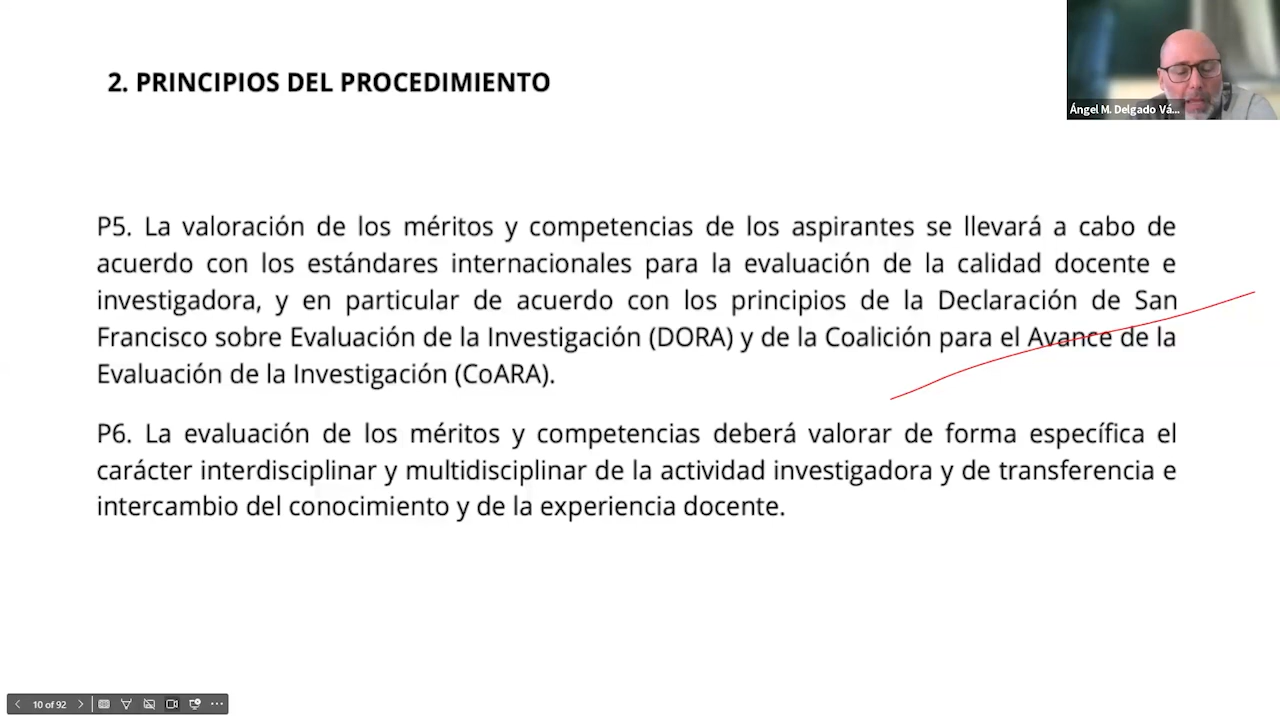 2. PRINCIPIOS DEL PROCEDIMIENTO
Ángel M. Delgado Vá...
P5. La valoración de los méritos y competencias de los aspirantes se llevará a cabo de
acuerdo con los estándares internacionales para la evaluación de la calidad docente e
investigadora, y en particular de acuerdo con los principios de la Declaración de San
Francisco sobre Evaluación de la Investigación (DORA) y de la Coalición para el Avance de la
Evaluación de la Investigación (CoARA).
P6. La evaluación de los méritos y competencias deberá valorar de forma específica el
carácter interdisciplinar y multidisciplinar de la actividad investigadora y de transferencia e
intercambio del conocimiento y de la experiencia docente.
10 of 92